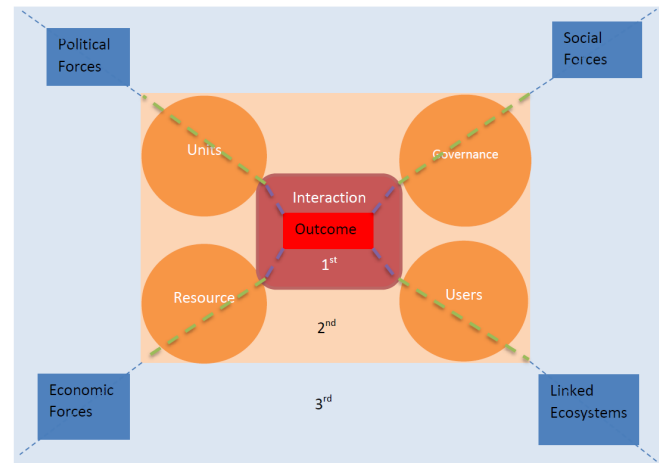 Political
Forces
Social
Forces
Units
Governance
Interaction
Outcome
1st
Resource
Users
2nd
Economic
Forces
3rd
Linked
Ecosystems